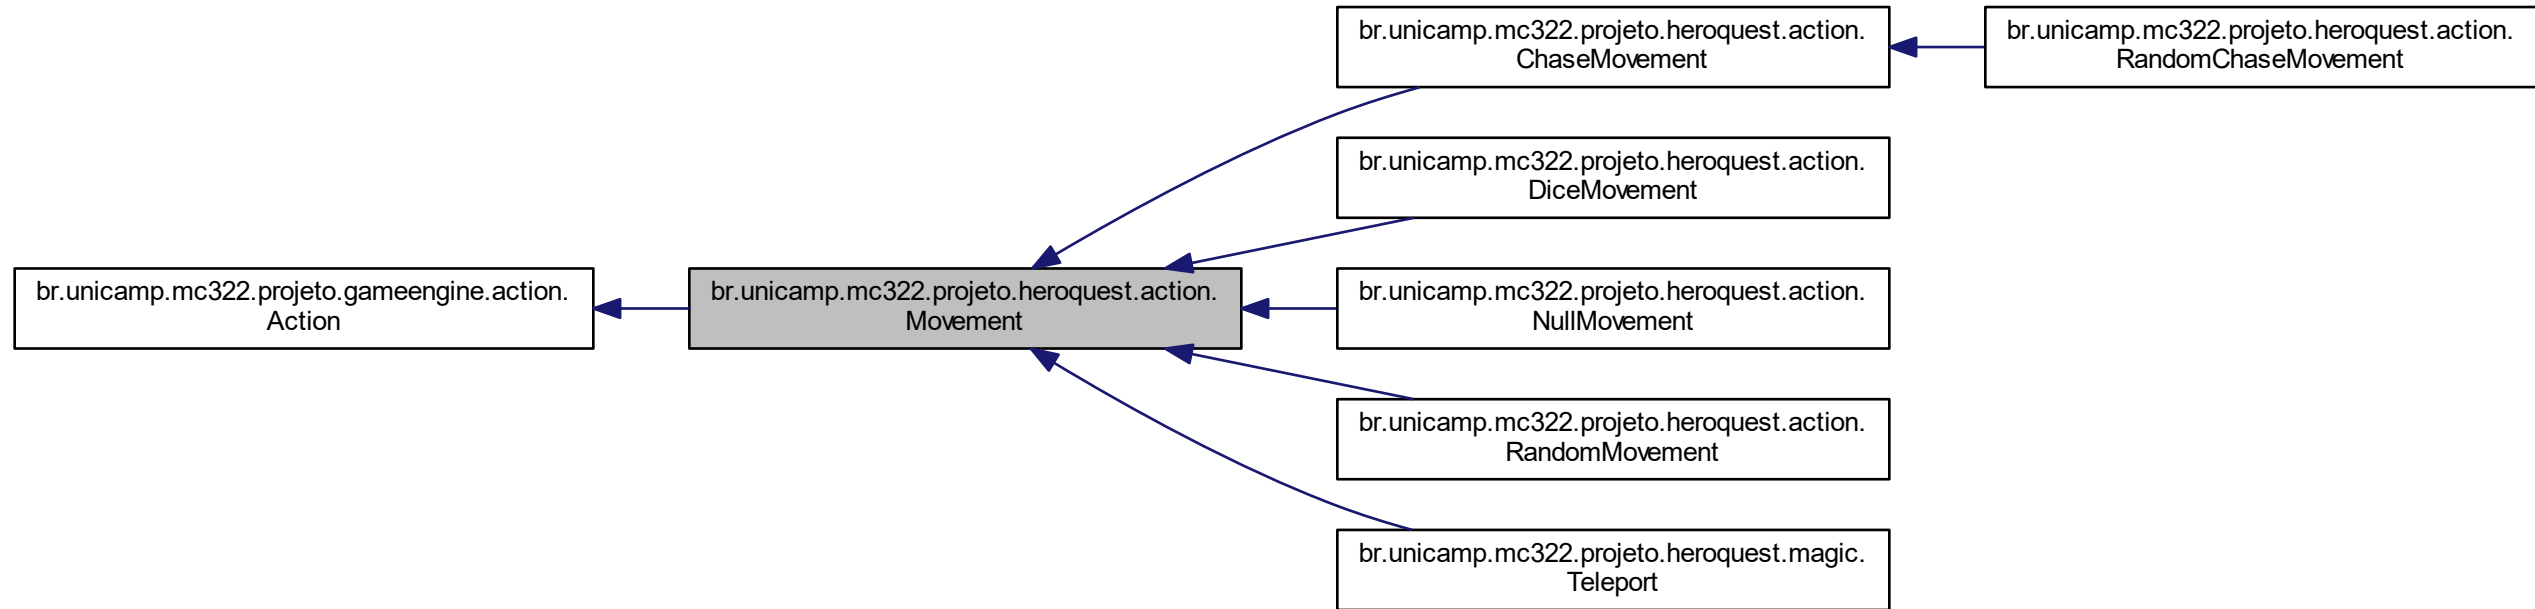 br.unicamp.mc322.projeto.gameengine.action.
Action
br.unicamp.mc322.projeto.heroquest.action.
Movement
br.unicamp.mc322.projeto.heroquest.action.
ChaseMovement
br.unicamp.mc322.projeto.heroquest.action.
RandomChaseMovement
br.unicamp.mc322.projeto.heroquest.action.
DiceMovement
br.unicamp.mc322.projeto.heroquest.action.
NullMovement
br.unicamp.mc322.projeto.heroquest.action.
RandomMovement
br.unicamp.mc322.projeto.heroquest.magic.
Teleport